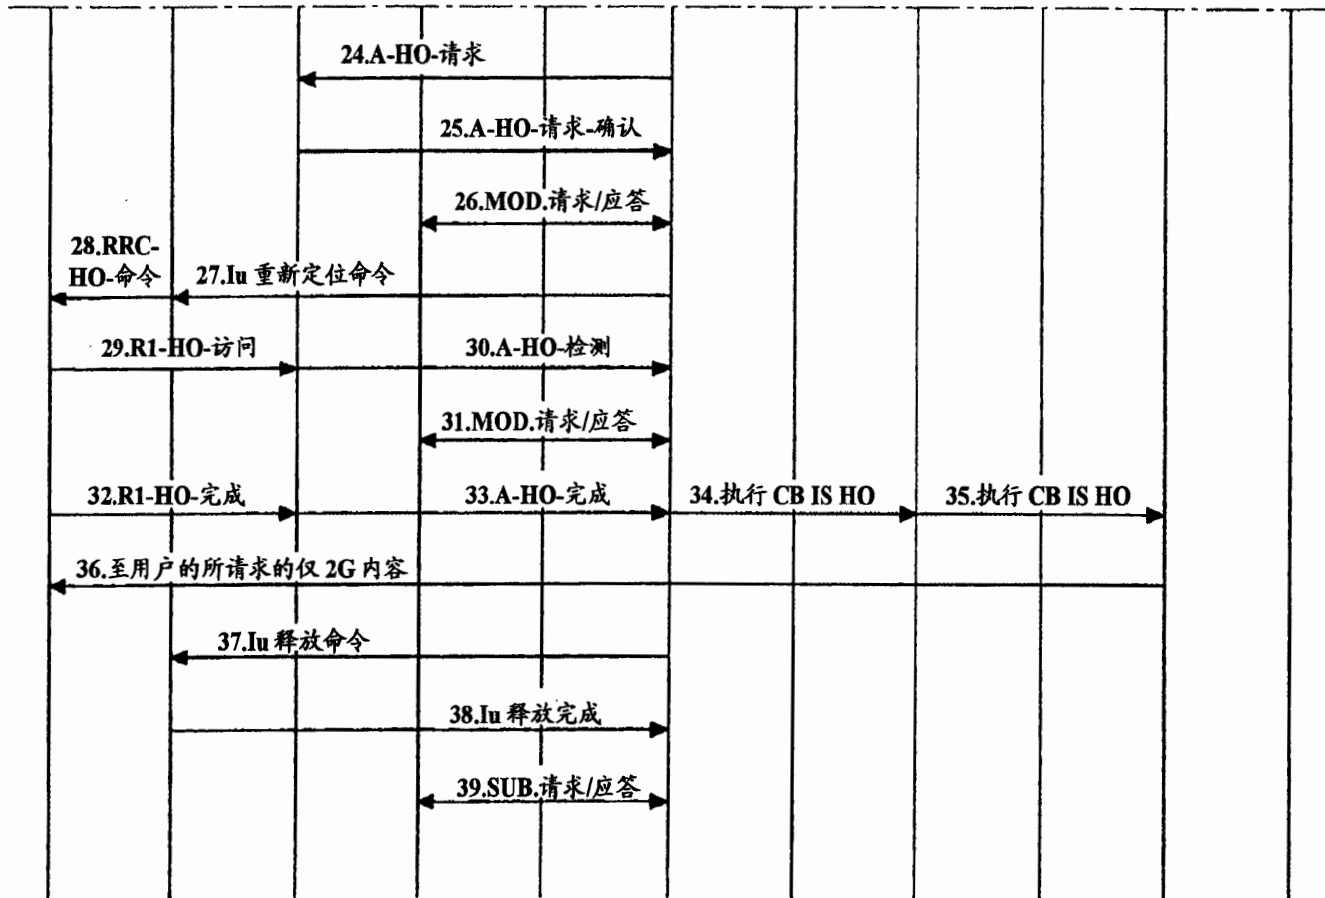 24.A-HO-请求
25.A-HO-请求-确认
26.MOD.请求/应答
28.RRC-
HO-命令
27.Iu 重新定位命令
29.R1-HO-访问
30.A-HO-检测
31.MOD.请求/应答
32.R1-HO-完成
33.A-HO-完成
34.执行 CB IS HO
35.执行 CB IS HO
36.至用户的所请求的仅 2G 内容
37.Iu 释放命令
38.Iu 释放完成
39.SUB.请求/应答